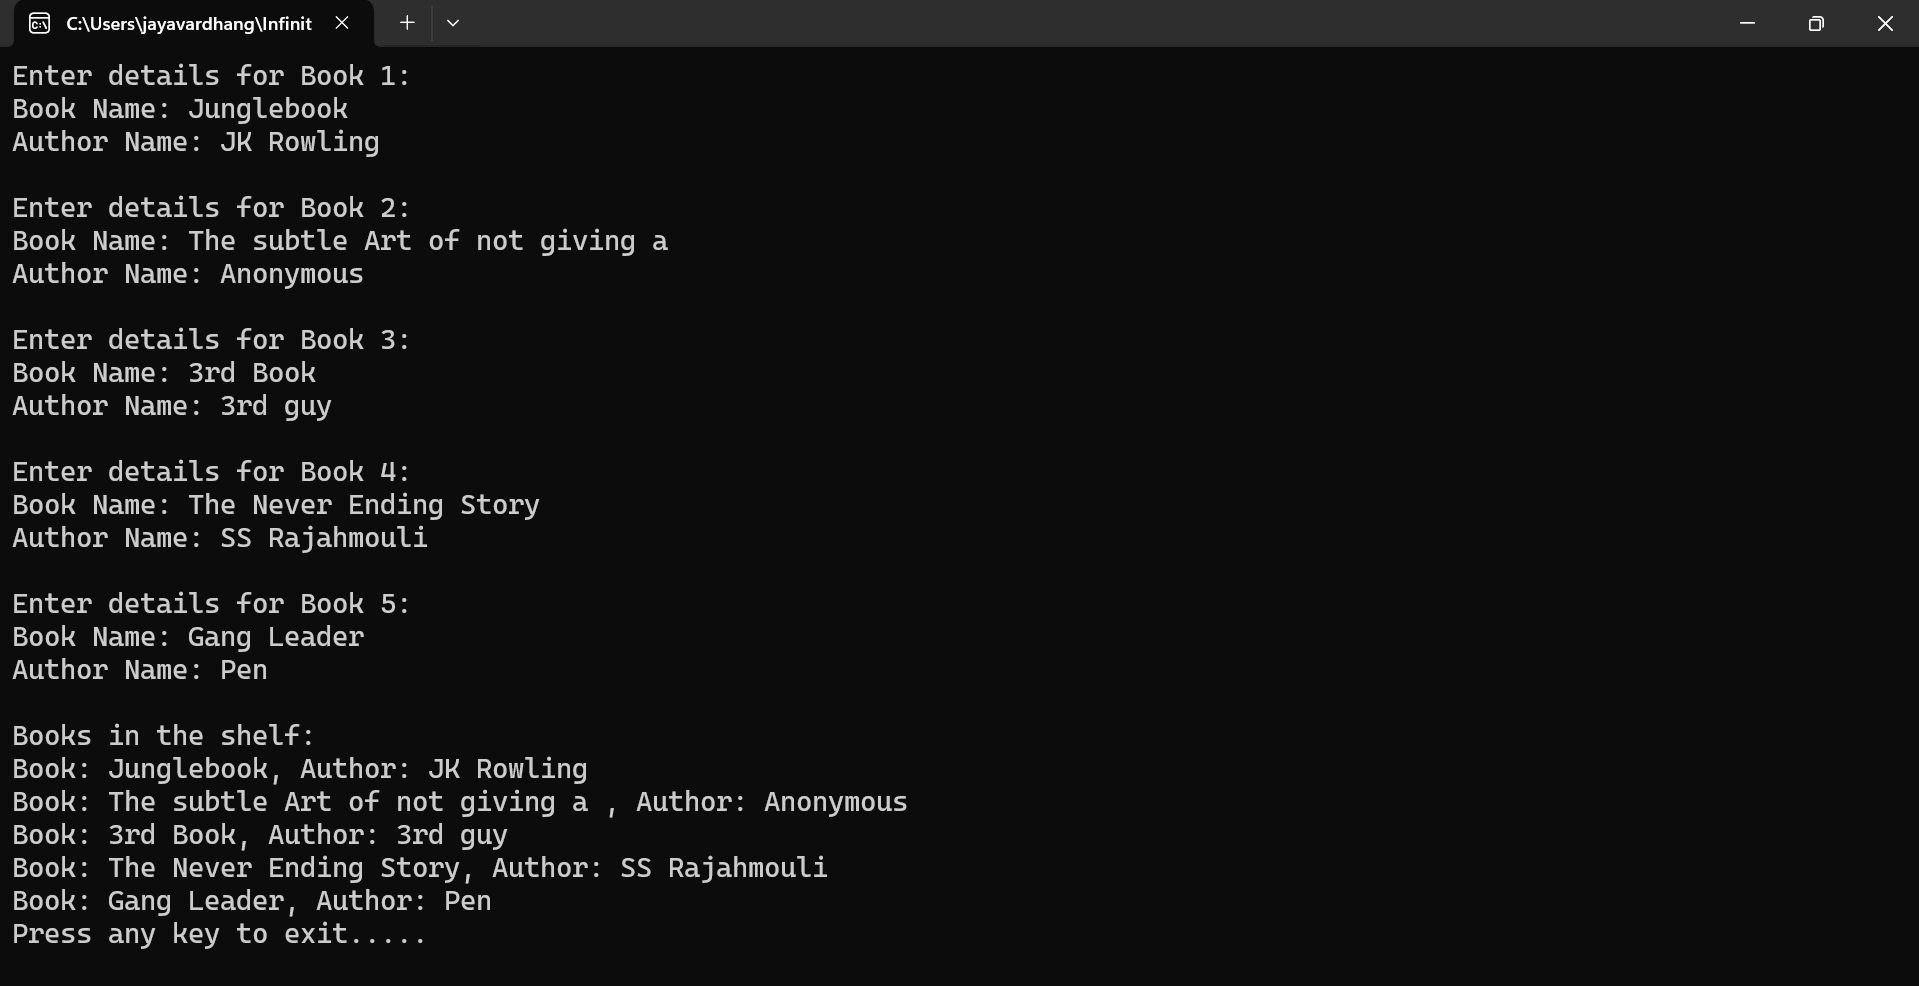 C:\Users\jayavardhang\Infinit
Enter details for Book 1:
Book Name: Junglebook
Author Name: JK Rowling
Enter details for Book 2:
Book Name: The subtle Art of not giving a
Author Name: Anonymous
Enter details for Book 3:
Book Name: 3rd Book
Author Name: 3rd guy
Enter details for Book 4:
Book Name: The Never Ending Story
Author Name: SS Rajahmouli
Enter details for Book 5:
Book Name: Gang Leader
Author Name: Pen
Books in the shelf:
Book: Junglebook, Author: JK Rowling
Book: The subtle Art of not giving a , Author: Anonymous
Book: 3rd Book, Author: 3rd guy
Book: The Never Ending Story, Author: SS Rajahmouli
Book: Gang Leader, Author: Pen
Press any key to exit.....